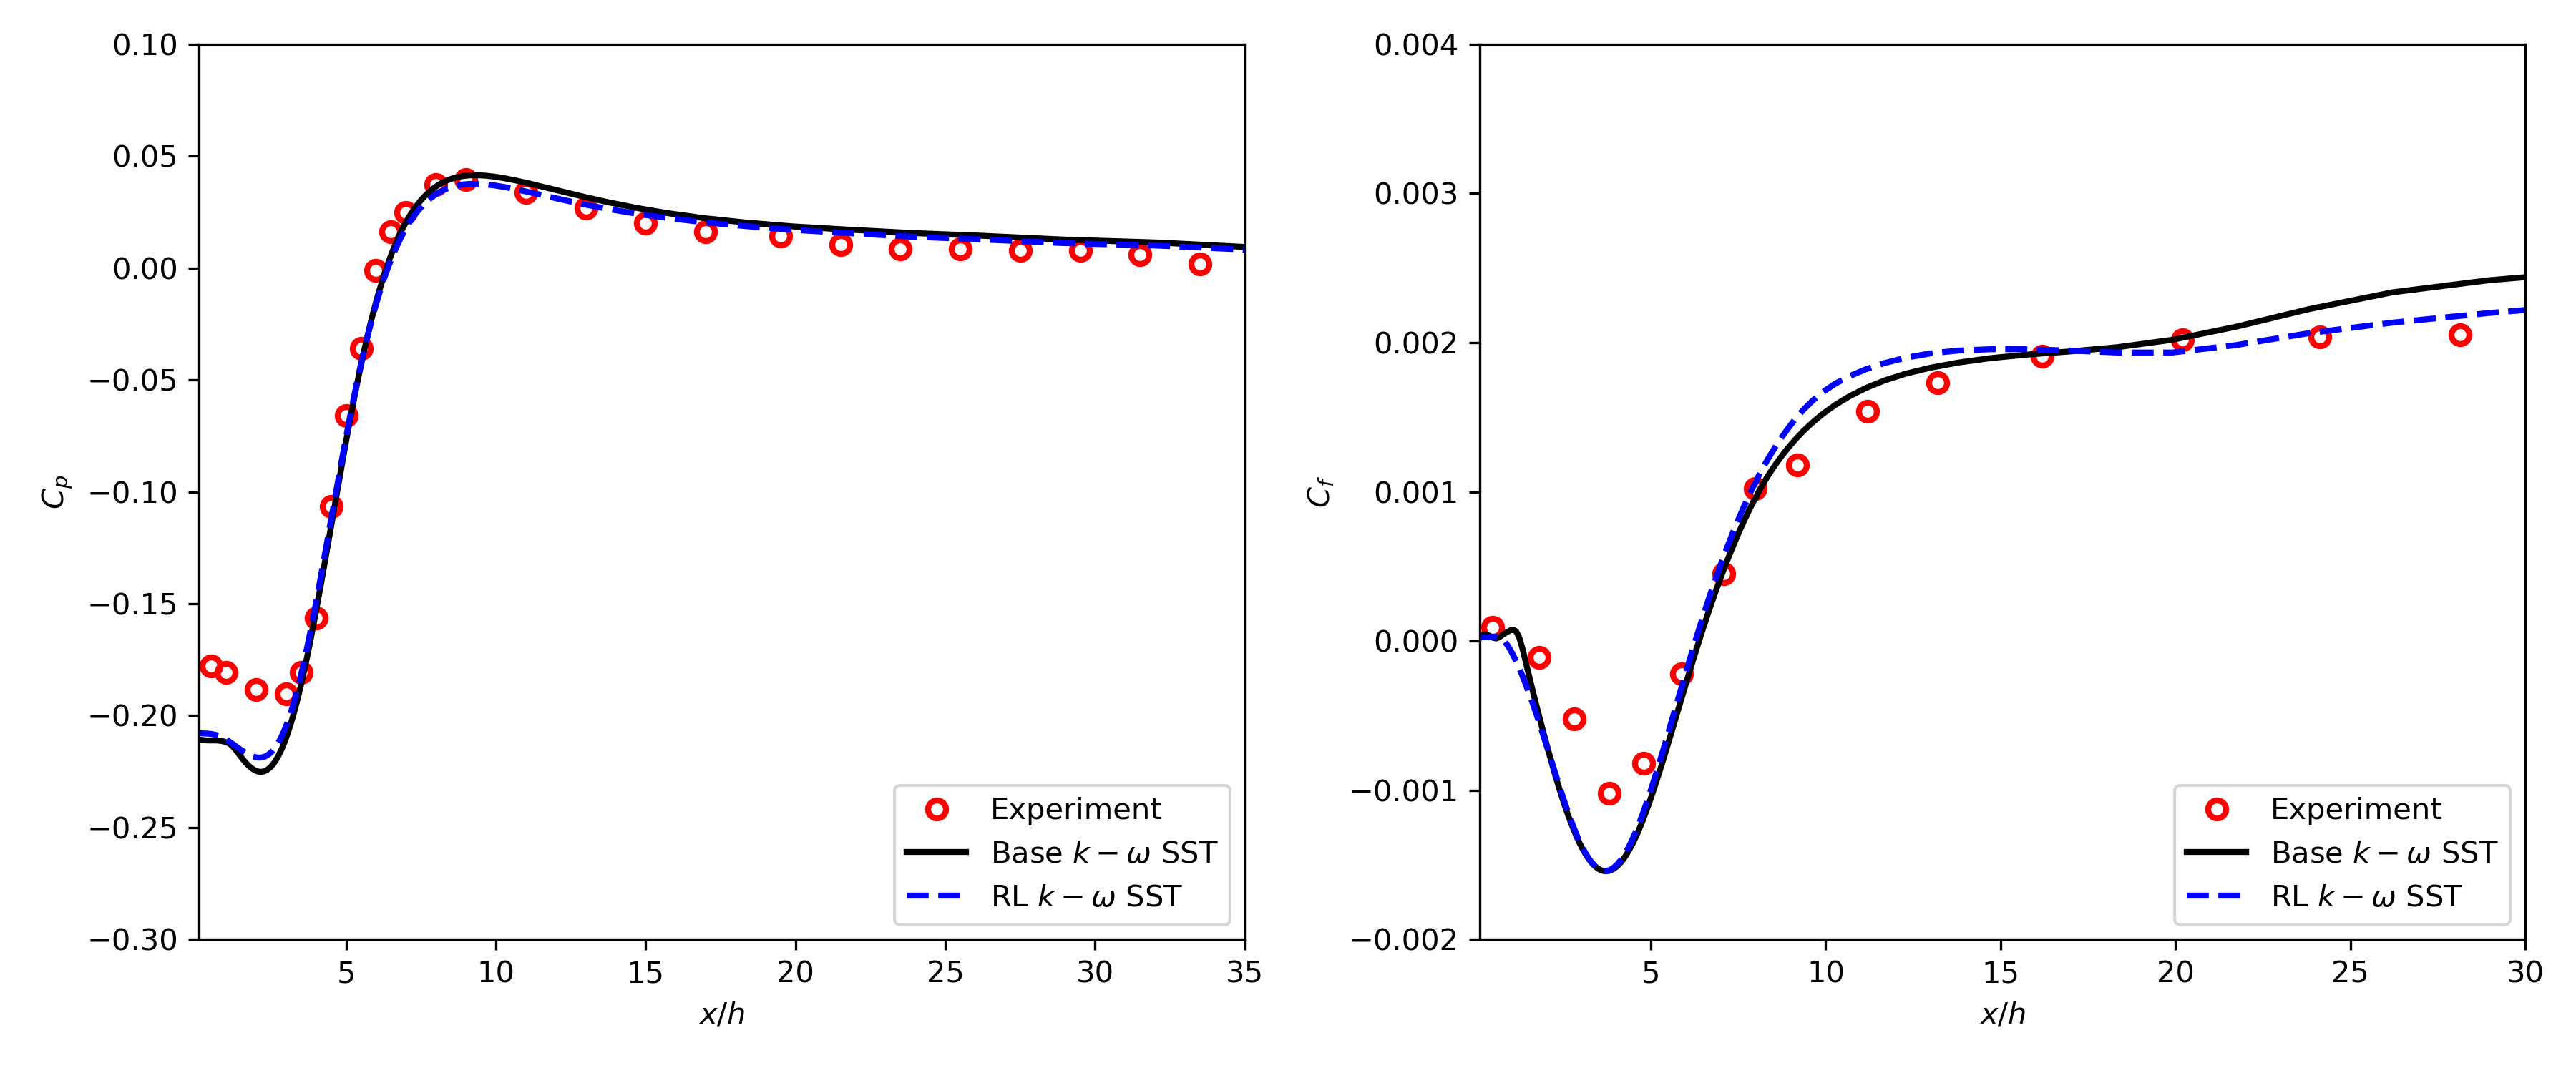 0.10
0.05
0.00
−0.05
−0.10
−0.15
−0.20
−0.25
−0.30
C_p
5 10 15 20 25 30 35
x/h
Experiment
Base k − ω SST
RL k − ω SST
0.004
0.003
0.002
0.001
0.000
−0.001
−0.002
C_f
5 10 15 20 25 30
x/h
Experiment
Base k − ω SST
RL k − ω SST